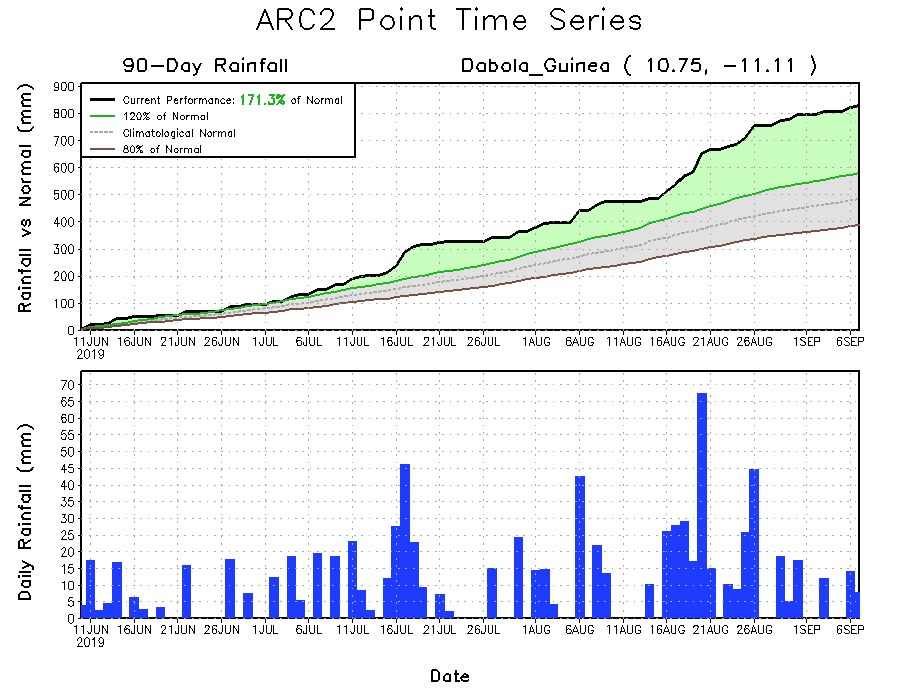 ARC2 Point Time Series
90-Day Rainfall
Dabola_Guinea ( 10.75, -11.11 )
Rainfall vs Normal (mm)
900
800
700
600
500
400
300
200
100
0
Current Performance: 171.3% of Normal
120% of Normal
Climatological Normal
80% of Normal
11JUN 16JUN 21JUN 26JUN 1JUL 6JUL 11JUL 16JUL 21JUL 26JUL 1AUG 6AUG 11AUG 16AUG 21AUG 26AUG 1SEP 6SEP
2019
Daily Rainfall (mm)
70
65
60
55
50
45
40
35
30
25
20
15
10
5
0
11JUN 16JUN 21JUN 26JUN 1JUL 6JUL 11JUL 16JUL 21JUL 26JUL 1AUG 6AUG 11AUG 16AUG 21AUG 26AUG 1SEP 6SEP
2019
Date